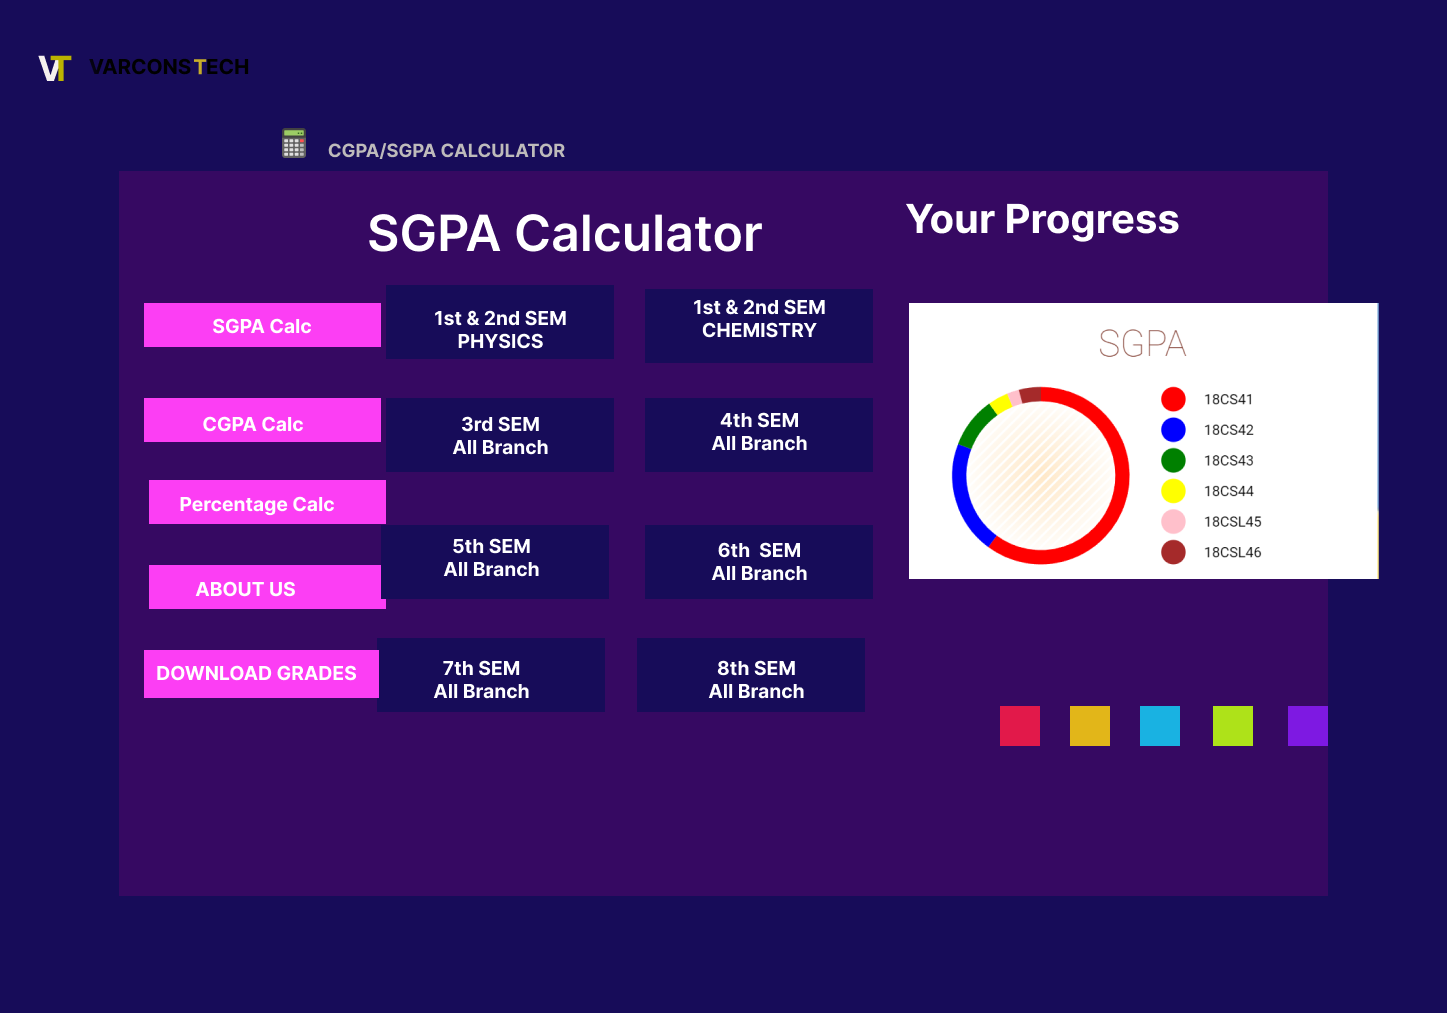 VT VARCONSTECH
CGPA/SGPA CALCULATOR
SGPA Calculator
Your Progress
SGPA Calc
CGPA Calc
Percentage Calc
ABOUT US
DOWNLOAD GRADES
1st & 2nd SEM
PHYSICS
1st & 2nd SEM
CHEMISTRY
3rd SEM
All Branch
4th SEM
All Branch
5th SEM
All Branch
6th  SEM
All Branch
7th SEM
All Branch
8th SEM
All Branch
SGPA
18CS41
18CS42
18CS43
18CS44
18CSL45
18CSL46